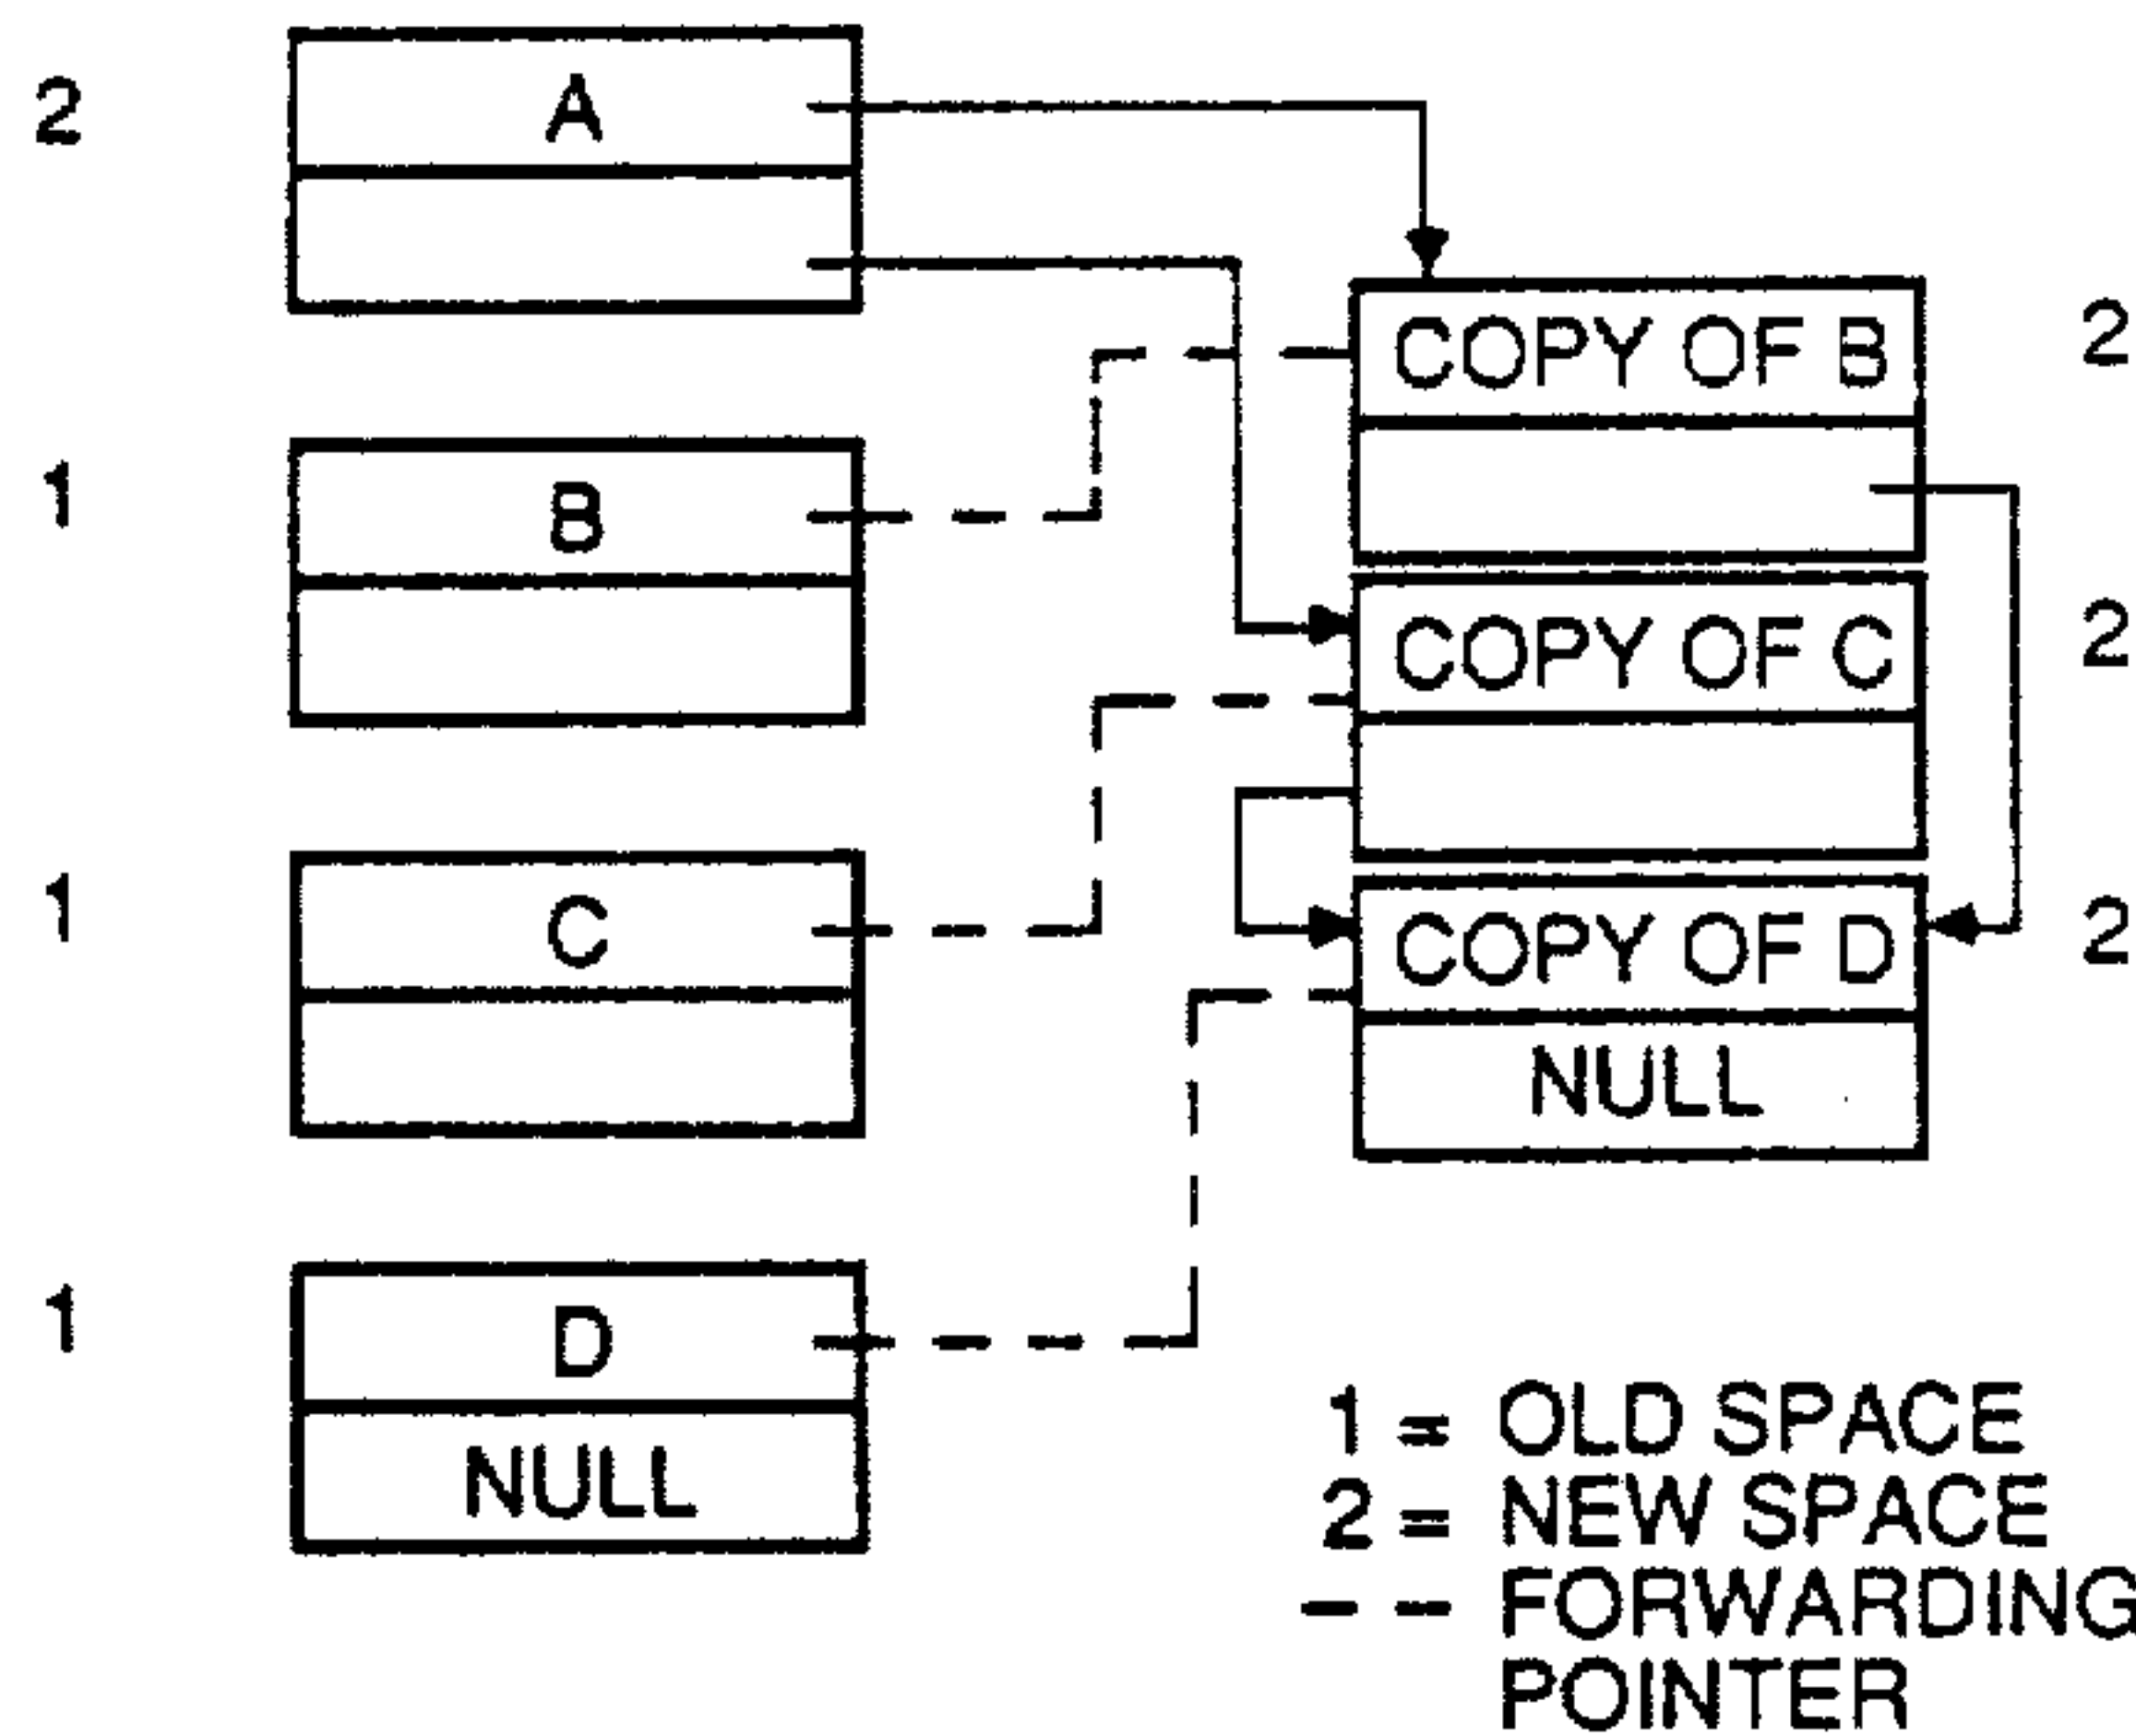 2
A
COPY OF B
2
1
B
COPY OF C
2
1
C
COPY OF D
2
NULL
1
D
NULL
1 = OLD SPACE
2 = NEW SPACE
-- FORWARDING
POINTER